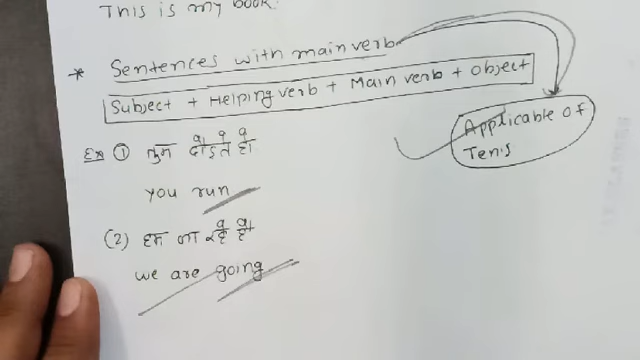 This is my book.
* Sentences with main verb
Subject + Helping verb + Main verb + Object
Applicable of
Tenis
Ex ① तुम दौड़ते हो
You run
(2) हम जा रहे हैं
we are going